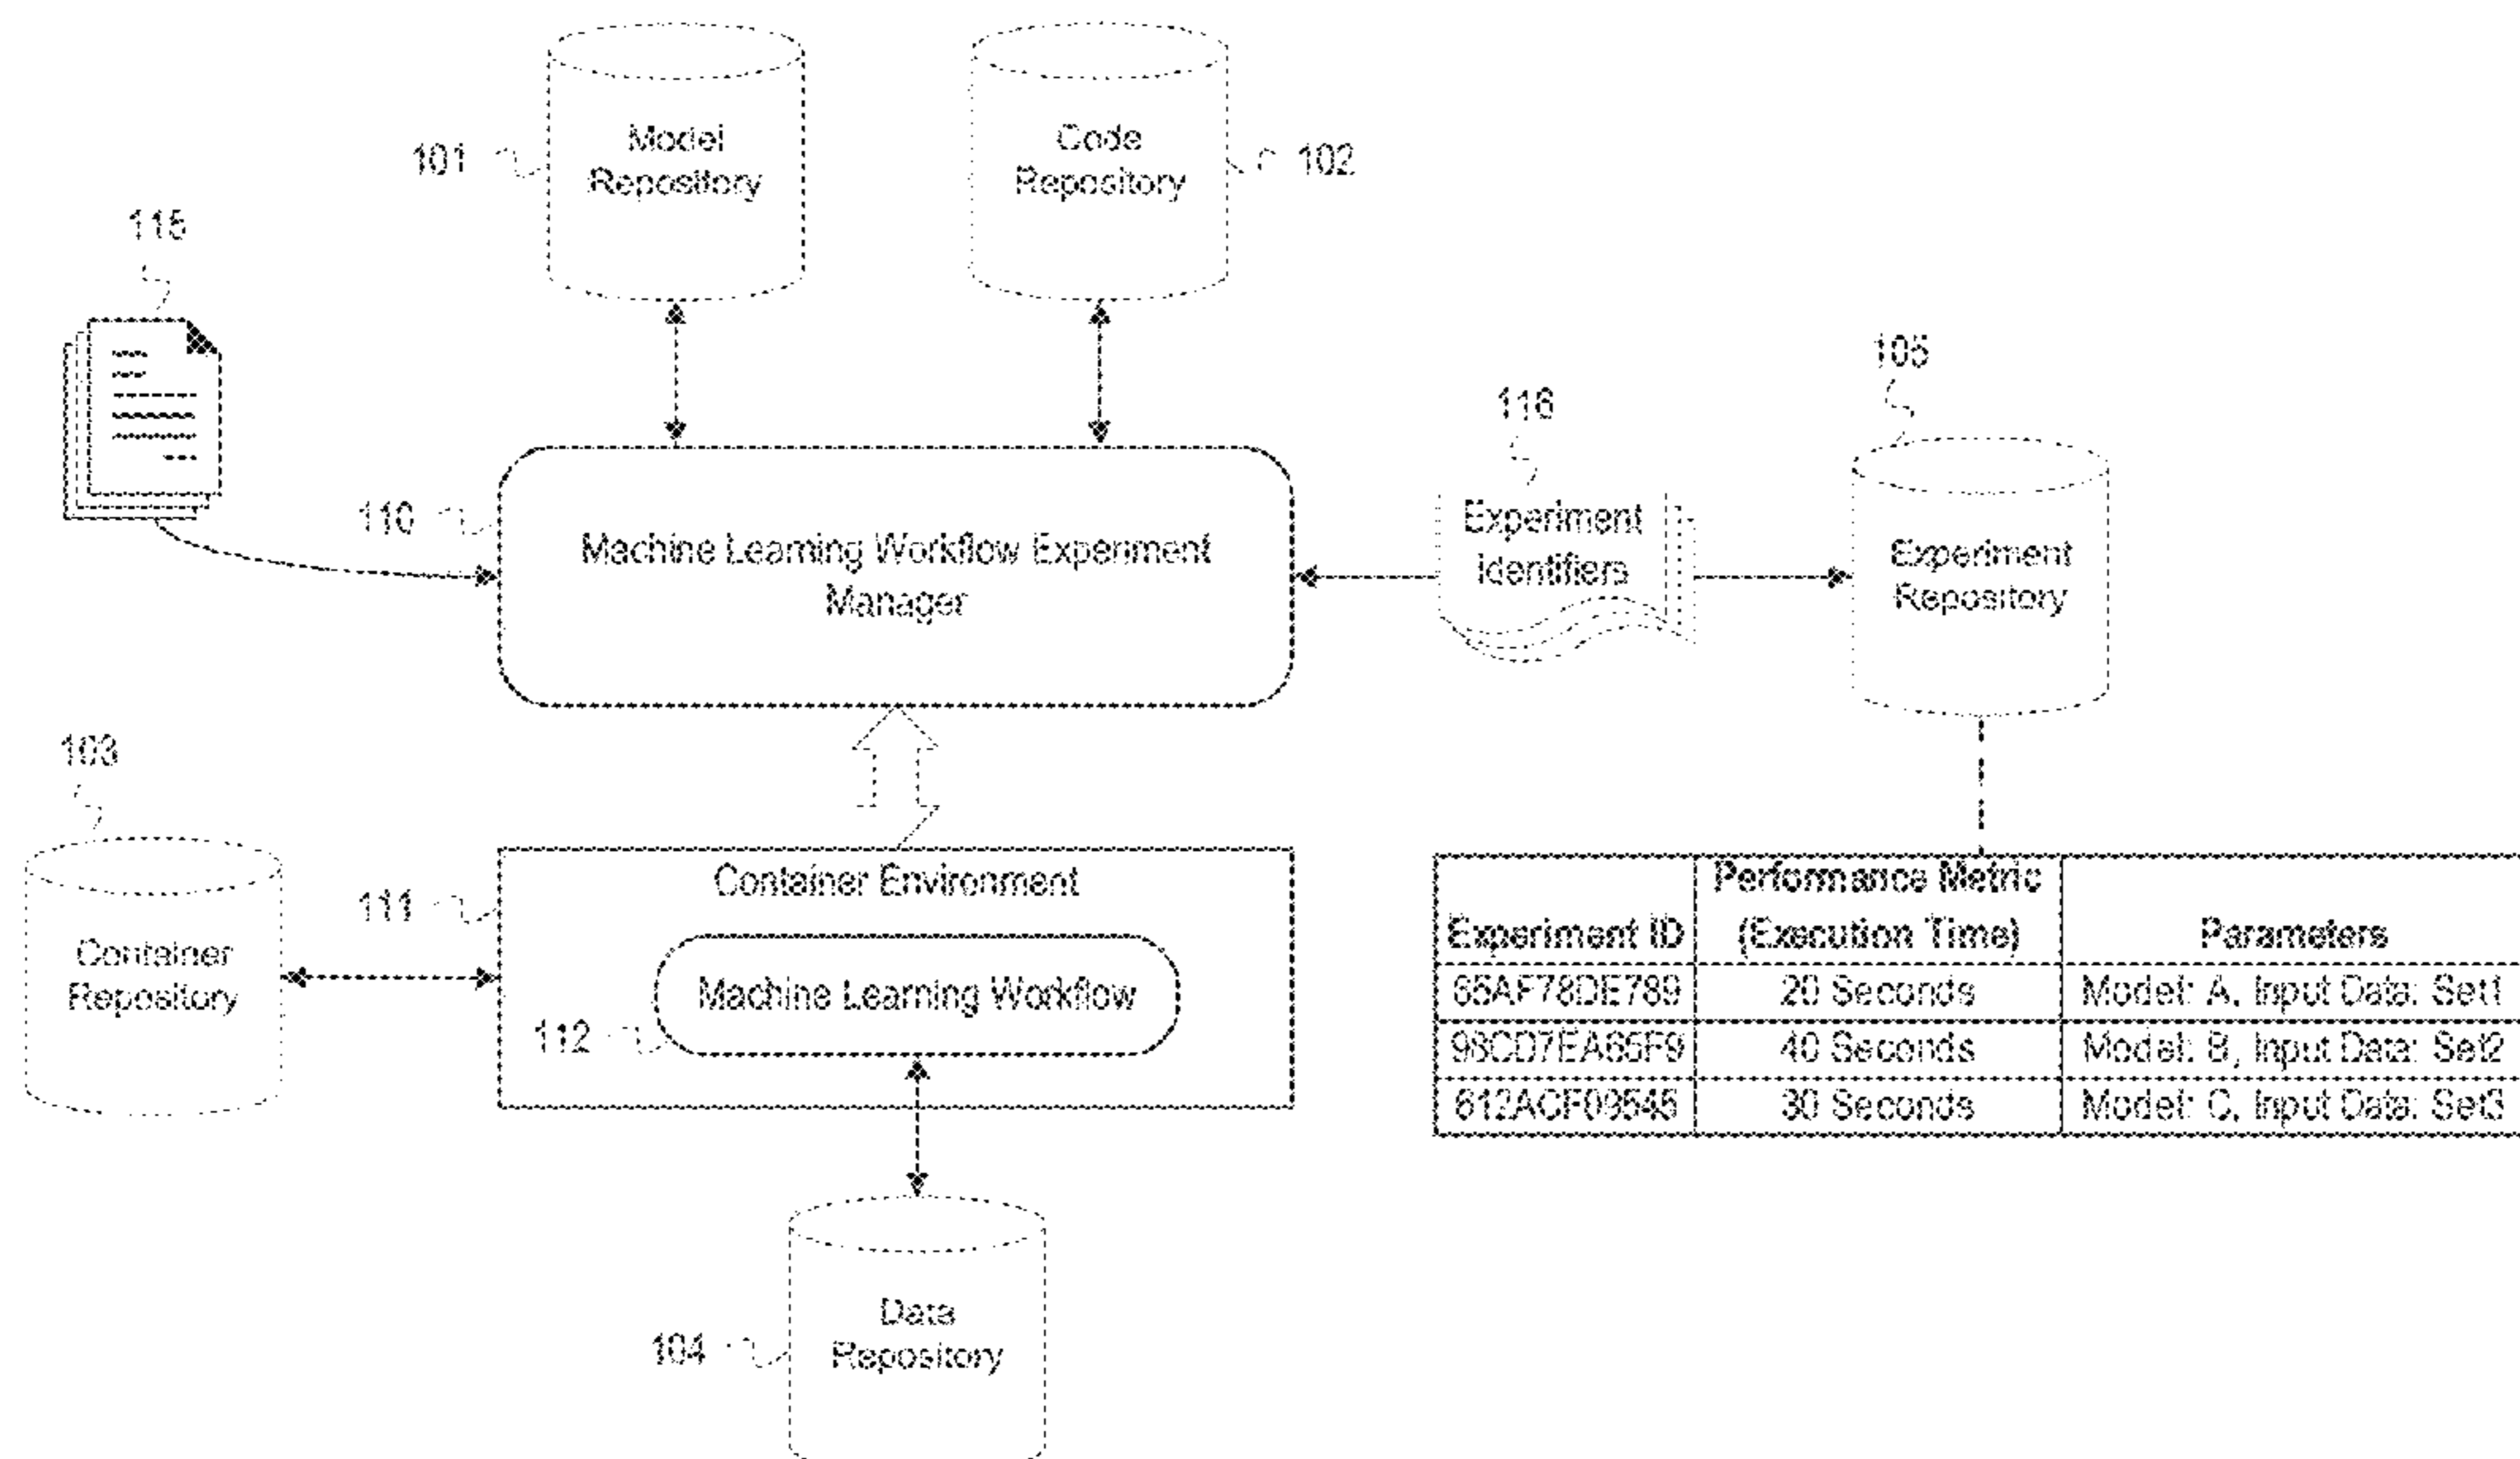 101
Model
Repository
Code
Repository
102
115
105
116
110
Machine Learning Workflow Experiment
Manager
Experiment
Identifiers
Experiment
Repository
103
Container
Repository
111
Container Environment
Machine Learning Workflow
112
Performance Metric
Experiment ID (Execution Time) Parameters
20 Seconds Model: A, Input Data: Set1
40 Seconds Model: B, Input Data: Set2
30 Seconds Model: C, Input Data: Set3
104
Data
Repository